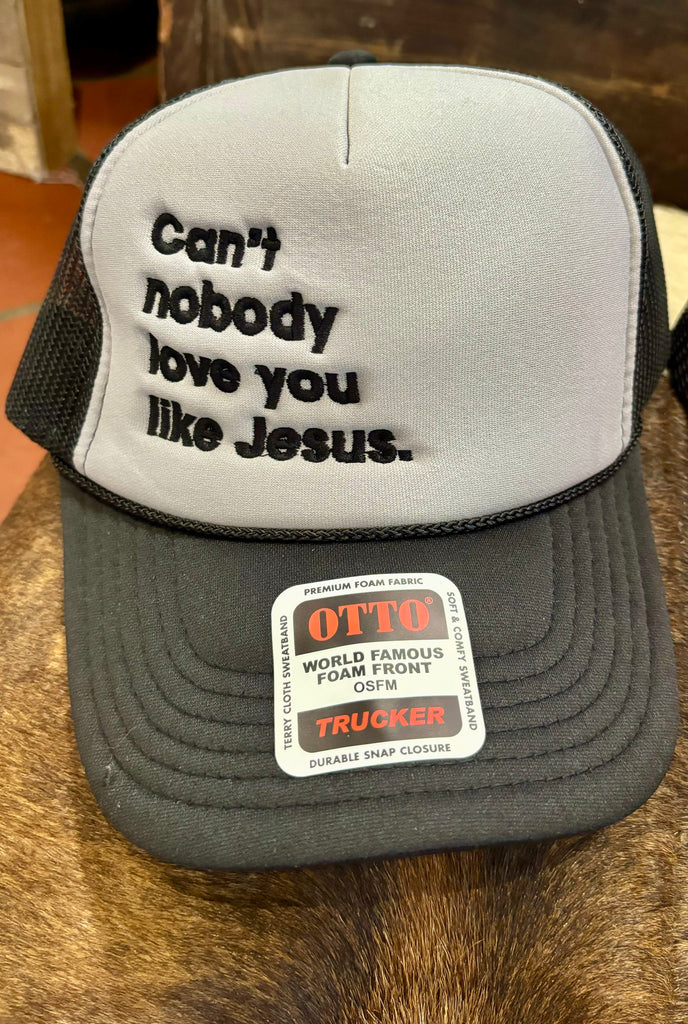 Can't
nobody
love you
like Jesus.
PREMIUM FOAM FABRIC
OTTO®
WORLD FAMOUS
FOAM FRONT
OSFM
TRUCKER
DURABLE SNAP CLOSURE
TERRY CLOTH SWEATBAND
SOFT & COMFY SWEATBAND